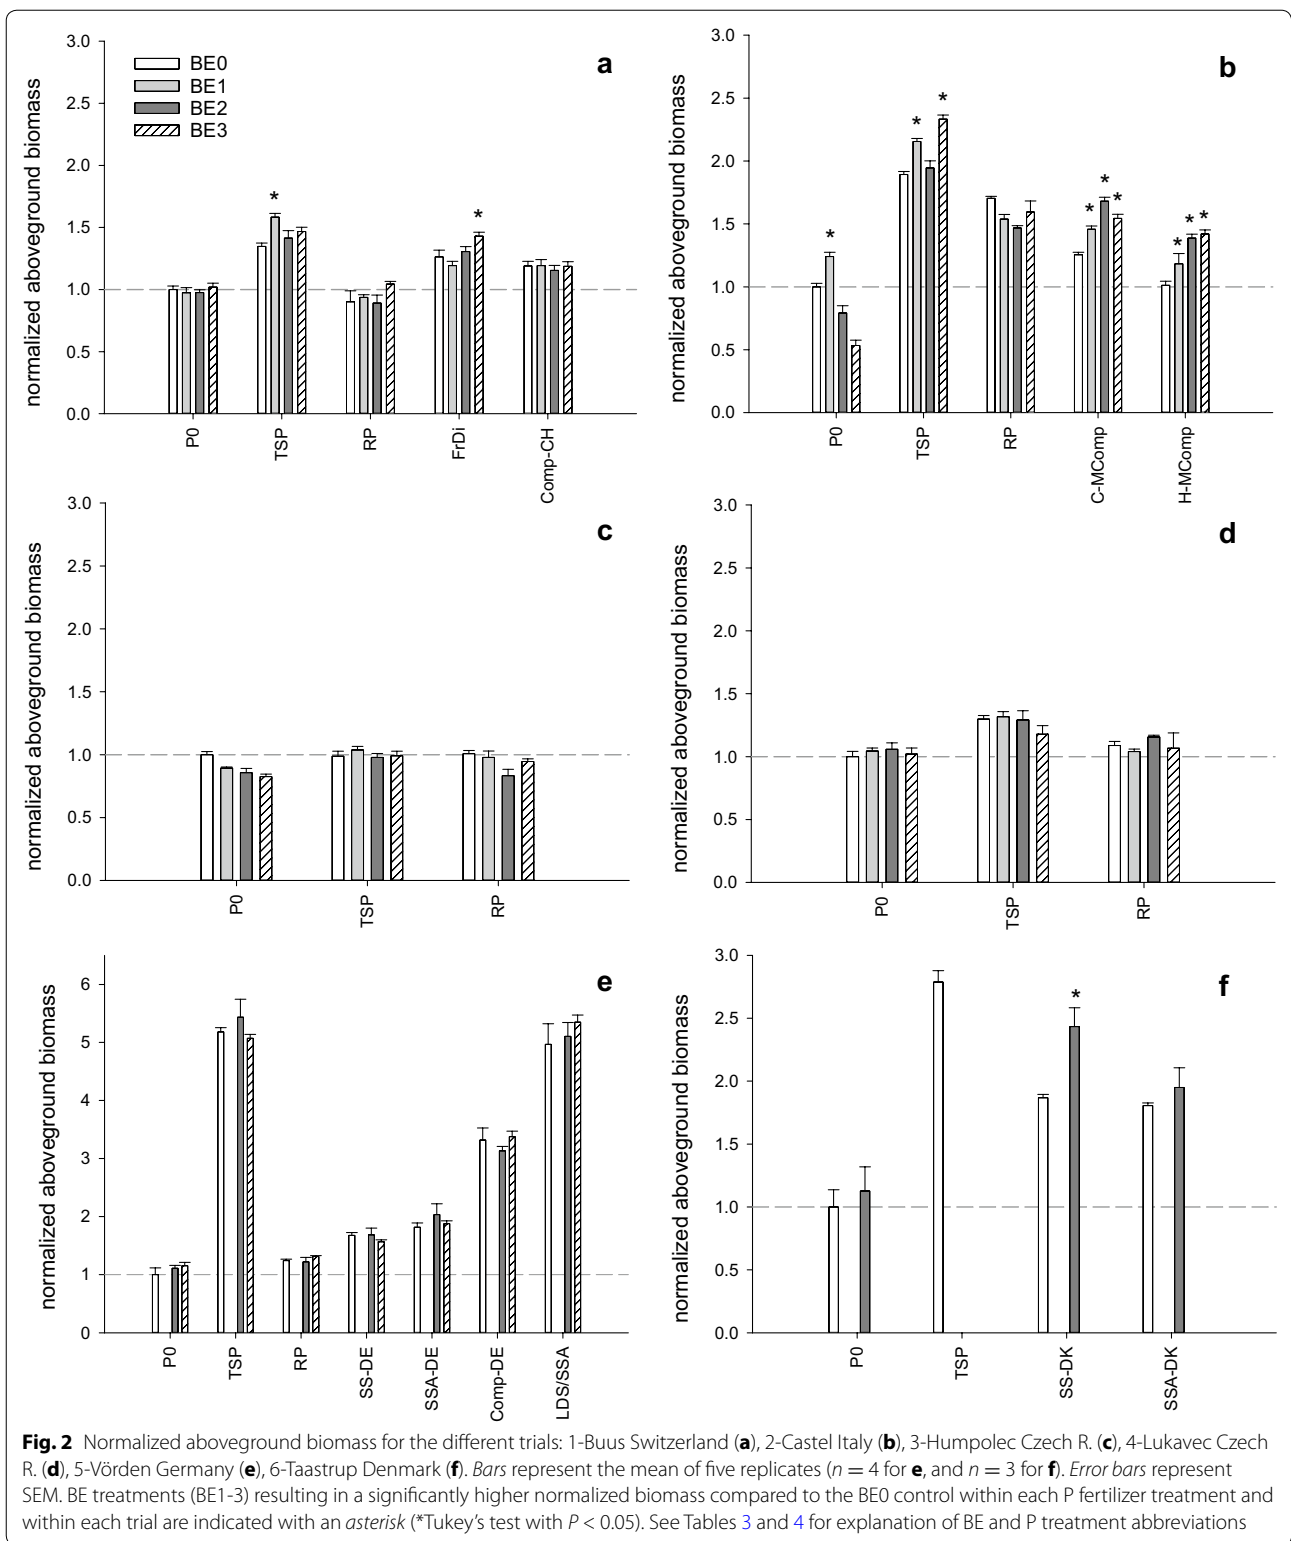 a
normalized aboveground biomass
3.0
2.5
2.0
1.5
1.0
0.5
0.0
BE0
BE1
BE2
BE3
*
*
P0
TSP
RP
FrDi
Comp-CH
b
normalized aboveground biomass
3.0
2.5
2.0
1.5
1.0
0.5
0.0
*
*
*
*
*
*
*
*
*
P0
TSP
RP
C-MComp
H-MComp
c
normalized aboveground biomass
3.0
2.5
2.0
1.5
1.0
0.5
0.0
P0
TSP
RP
d
normalized aboveground biomass
3.0
2.5
2.0
1.5
1.0
0.5
0.0
P0
TSP
RP
e
normalized aboveground biomass
6
5
4
3
2
1
0
P0
TSP
RP
SS-DE
SSA-DE
Comp-DE
LDS/SSA
f
normalized aboveground biomass
3.0
2.5
2.0
1.5
1.0
0.5
0.0
*
P0
TSP
SS-DK
SSA-DK
Fig. 2 Normalized aboveground biomass for the different trials: 1-Buus Switzerland (a), 2-Castel Italy (b), 3-Humpolec Czech R. (c), 4-Lukavec Czech
R. (d), 5-Vörden Germany (e), 6-Taastrup Denmark (f). Bars represent the mean of five replicates (n = 4 for e, and n = 3 for f). Error bars represent
SEM. BE treatments (BE1-3) resulting in a significantly higher normalized biomass compared to the BE0 control within each P fertilizer treatment and
within each trial are indicated with an asterisk (*Tukey's test with P < 0.05). See Tables 3 and 4 for explanation of BE and P treatment abbreviations